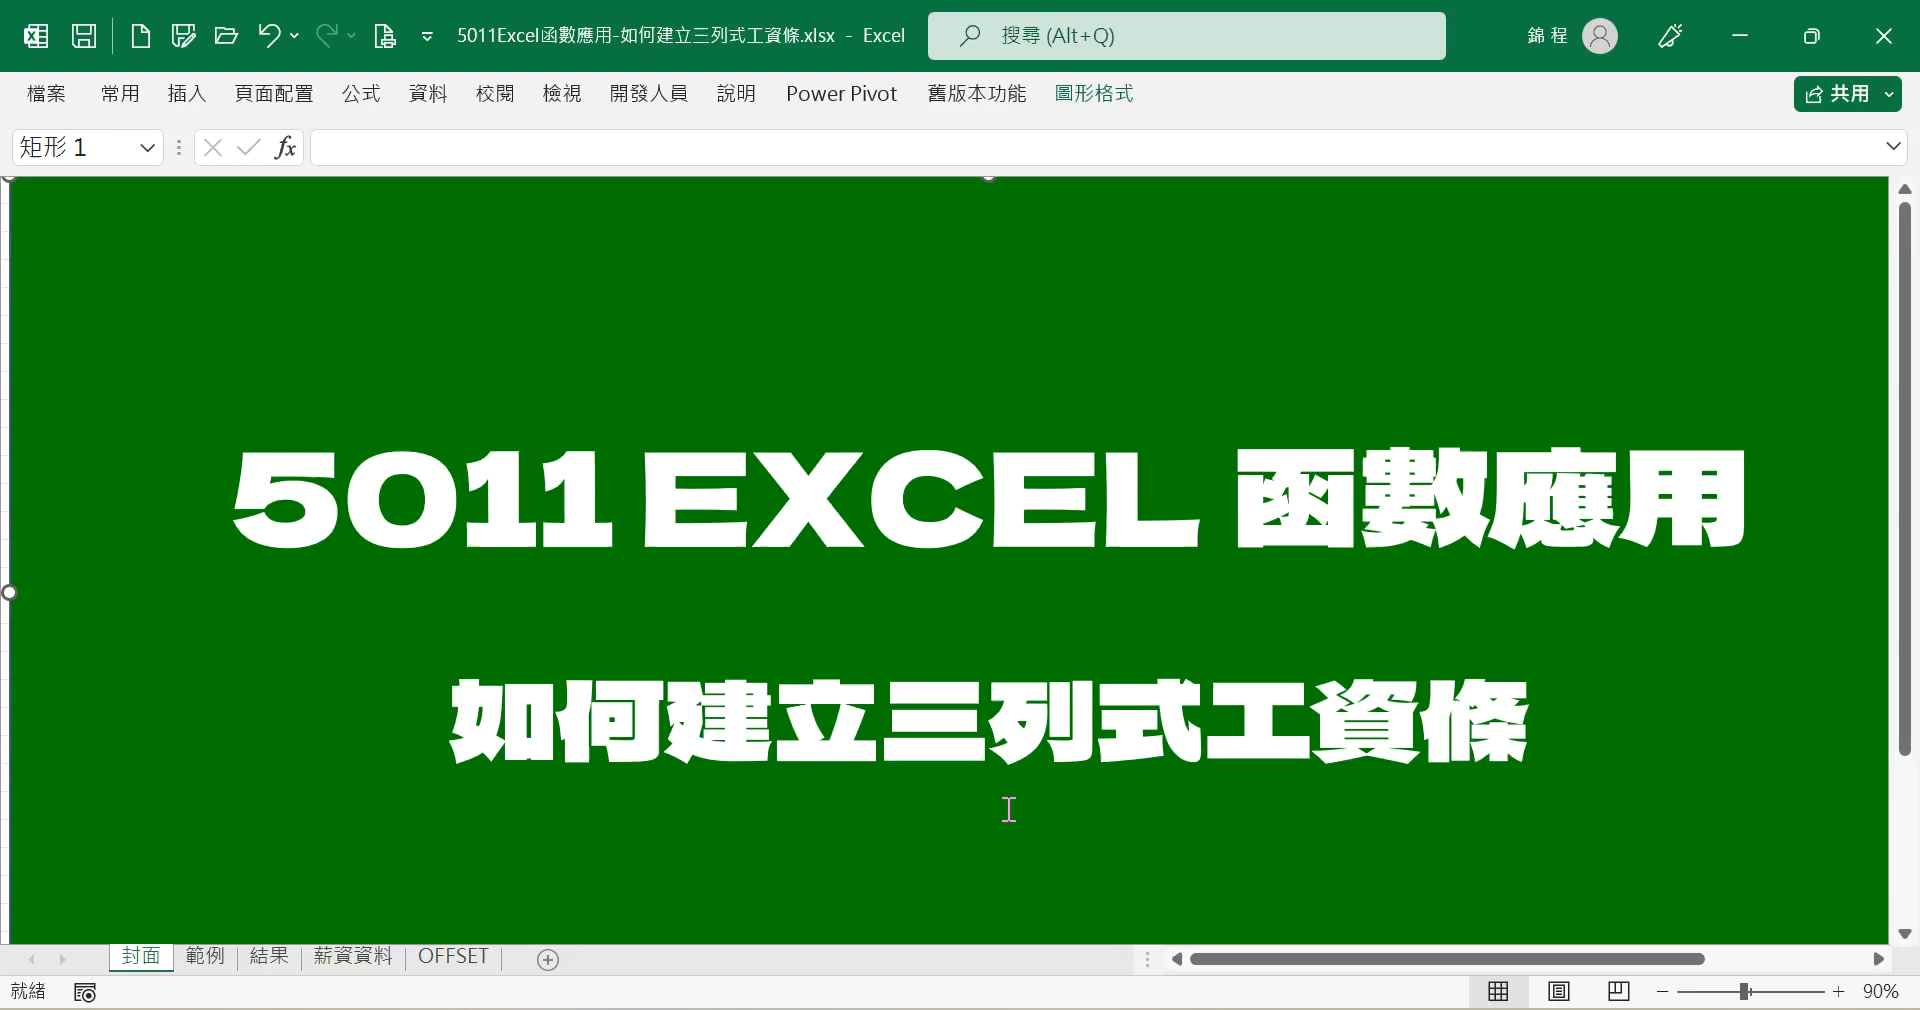 5011Excel函數應用-如何建立三列式工資條.xlsx - Excel
搜尋 (Alt+Q)
錦 程
檔案 常用 插入 頁面配置 公式 資料 校閱 檢視 開發人員 說明 Power Pivot 舊版本功能 圖形格式
共用
矩形 1
fx
5011 EXCEL 函數應用
如何建立三列式工資條
封面 範例 結果 薪資資料 OFFSET
就緒
90%